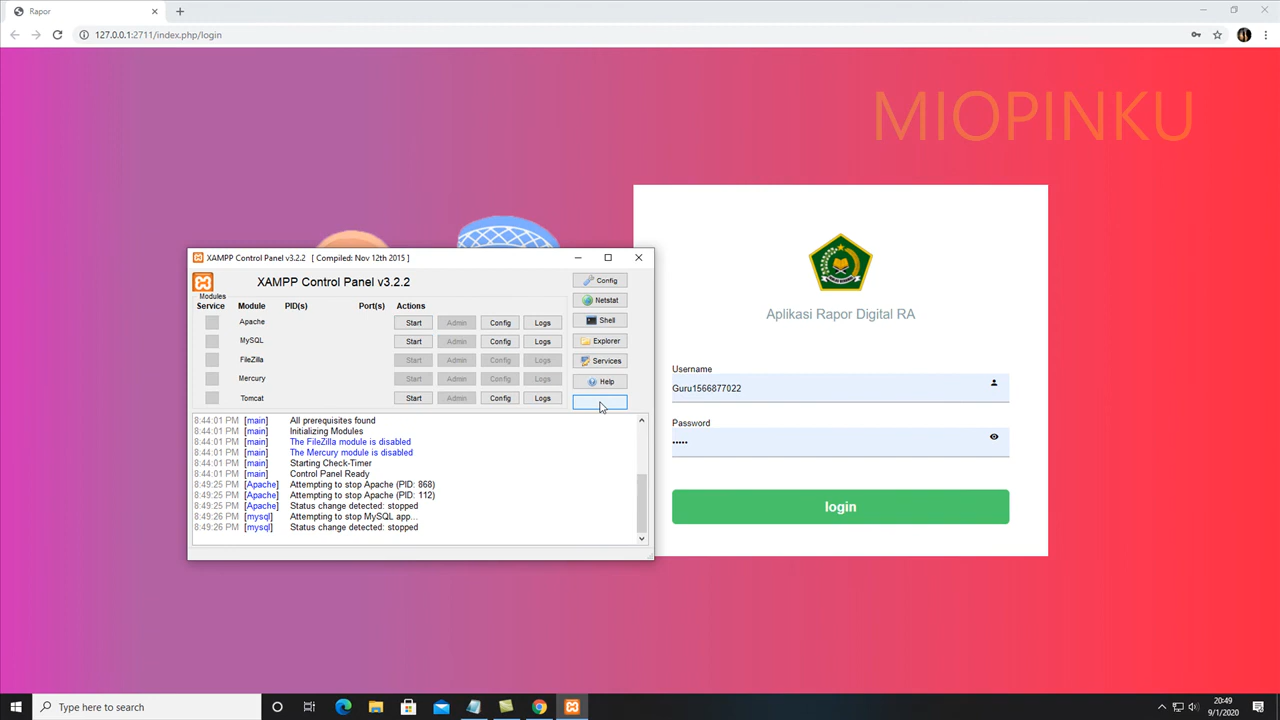 Rapor
127.0.0.1:2711/index.php/login
MIOPINKU
XAMPP Control Panel v3.2.2 [ Compiled: Nov 12th 2015 ]
XAMPP Control Panel v3.2.2
Config
Netstat
Shell
Explorer
Services
Help
Modules
Service Module PID(s) Port(s) Actions
Apache Start Admin Config Logs
MySQL Start Admin Config Logs
FileZilla Start Admin Config Logs
Mercury Start Admin Config Logs
Tomcat Start Admin Config Logs
8:44:01 PM [main] All prerequisites found
8:44:01 PM [main] Initializing Modules
8:44:01 PM [main] The FileZilla module is disabled
8:44:01 PM [main] The Mercury module is disabled
8:44:01 PM [main] Starting Check-Timer
8:44:01 PM [main] Control Panel Ready
8:49:25 PM [Apache] Attempting to stop Apache (PID: 868)
8:49:25 PM [Apache] Attempting to stop Apache (PID: 112)
8:49:25 PM [Apache] Status change detected: stopped
8:49:26 PM [mysql] Attempting to stop MySQL app...
8:49:26 PM [mysql] Status change detected: stopped
Aplikasi Rapor Digital RA
Username
Guru1566877022
Password
•••••
login
Type here to search
20:49
9/1/2020